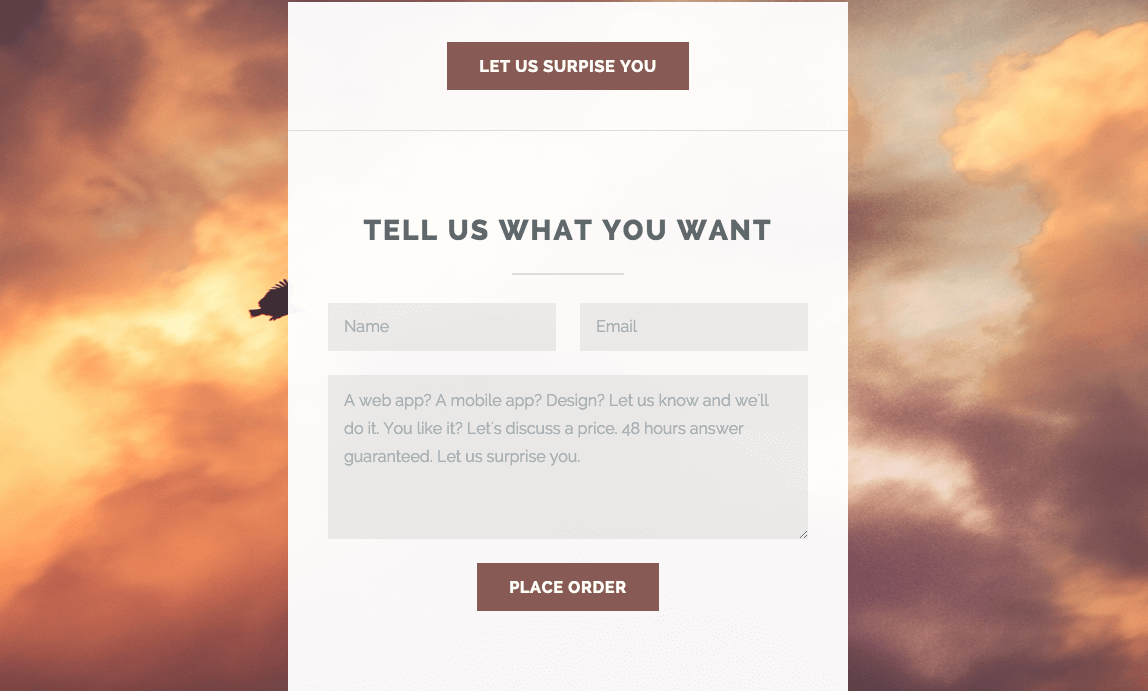 LET US SURPISE YOU
TELL US WHAT YOU WANT
Name
Email
A web app? A mobile app? Design? Let us know and we'll
do it. You like it? Let's discuss a price. 48 hours answer
guaranteed. Let us surprise you.
PLACE ORDER